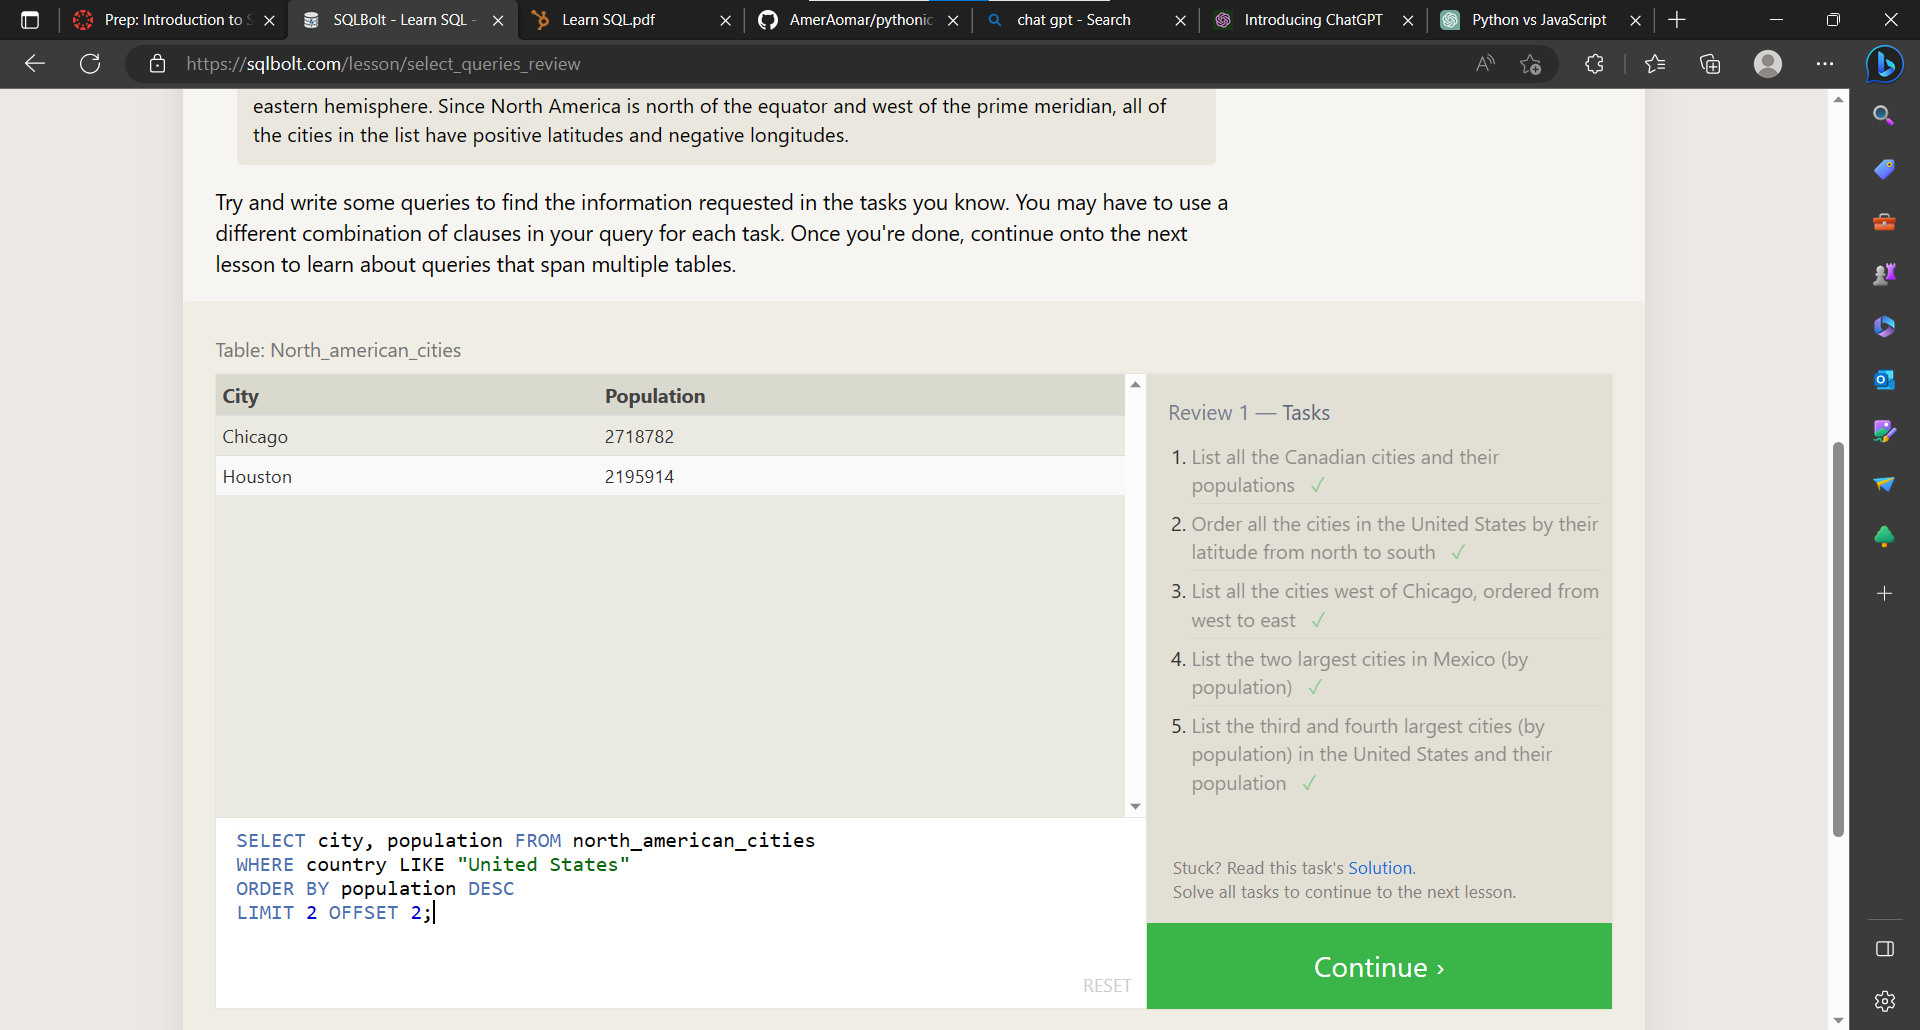 Prep: Introduction to S
SQLBolt - Learn SQL -
Learn SQL.pdf
AmerAomar/pythonic
chat gpt - Search
Introducing ChatGPT
Python vs JavaScript
https://sqlbolt.com/lesson/select_queries_review
eastern hemisphere. Since North America is north of the equator and west of the prime meridian, all of
the cities in the list have positive latitudes and negative longitudes.
Try and write some queries to find the information requested in the tasks you know. You may have to use a
different combination of clauses in your query for each task. Once you're done, continue onto the next
lesson to learn about queries that span multiple tables.
Table: North_american_cities
City Population
Chicago 2718782
Houston 2195914
SELECT city, population FROM north_american_cities
WHERE country LIKE "United States"
ORDER BY population DESC
LIMIT 2 OFFSET 2;
RESET
Review 1 — Tasks
1. List all the Canadian cities and their
populations ✓
2. Order all the cities in the United States by their
latitude from north to south ✓
3. List all the cities west of Chicago, ordered from
west to east ✓
4. List the two largest cities in Mexico (by
population) ✓
5. List the third and fourth largest cities (by
population) in the United States and their
population ✓
Stuck? Read this task's Solution.
Solve all tasks to continue to the next lesson.
Continue ›